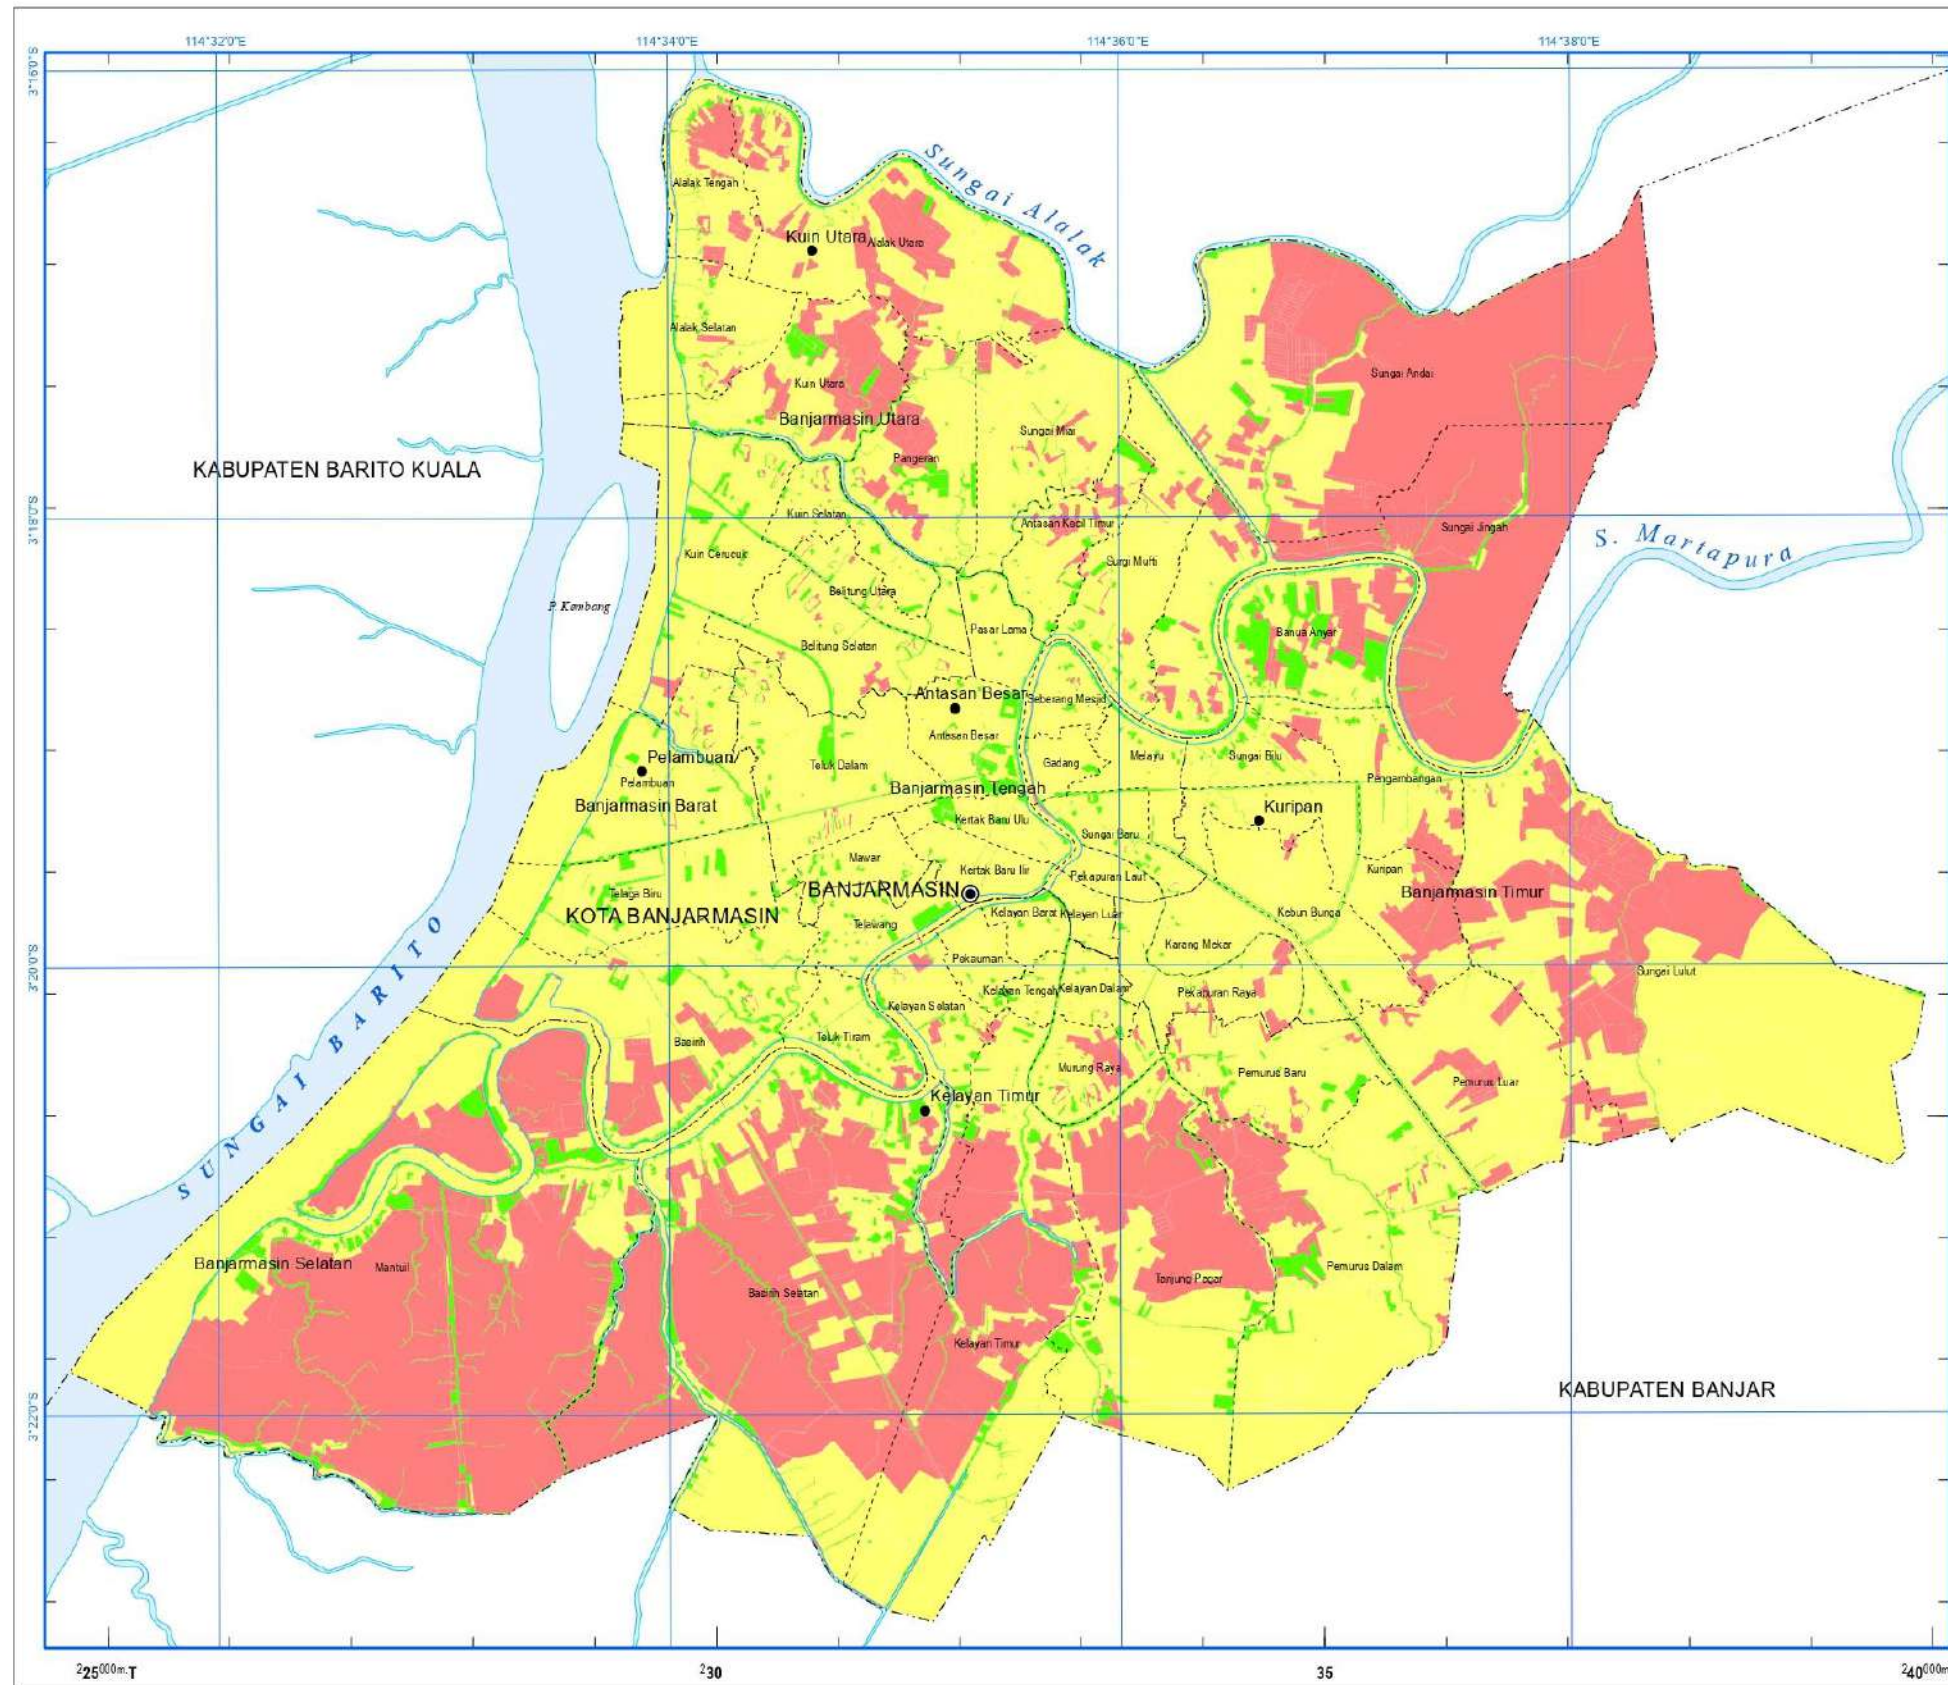 114°32'0"E
114°34'0"E
114°36'0"E
114°38'0"E
3°16'0"S
Sungai Alalak
Alalak Tengah
Kuin Utara
Alalak Utara
Alalak Selatan
Sungai Andai
Kuin Utara
Banjarmasin Utara
Sungai Miai
Pangeran
KABUPATEN BARITO KUALA
3°18'0"S
Kuin Selatan
Antasan Kecil Timur
Sungai Jingah
S. Martapura
Kuin Cerucuk
Surgi Mufti
Belitung Utara
P. Kembang
Pasar Lama
Banua Anyar
Belitung Selatan
Antasan Besar
Seberang Mesjid
Antasan Besar
Pelambuan
Teluk Dalam
Gadang
Melayu
Sungai Bilu
Pengambangan
Pelambuan
Banjarmasin Tengah
Banjarmasin Barat
Kuripan
Kertak Baru Ulu
Sungai Baru
Mawar
Kertak Baru Ilir
Pekapuran Laut
Kuripan
BANJARMASIN
Banjarmasin Timur
Telaga Biru
KOTA BANJARMASIN
Kelayan Barat
Kelayan Luar
Kebun Bunga
Telawang
Karang Mekar
Pekauman
3°20'0"S
Sungai Lulut
Kelayan Tengah
Kelayan Dalam
Pekapuran Raya
Kelayan Selatan
Basirih
Teluk Tiram
SUNGAI BARITO
Murung Raya
Pemurus Baru
Pemurus Luar
Kelayan Timur
Banjarmasin Selatan
Mantuil
Pemurus Dalam
Tanjung Pagar
Basirih Selatan
Kelayan Timur
KABUPATEN BANJAR
3°22'0"S
225000m.T
230
35
240000m